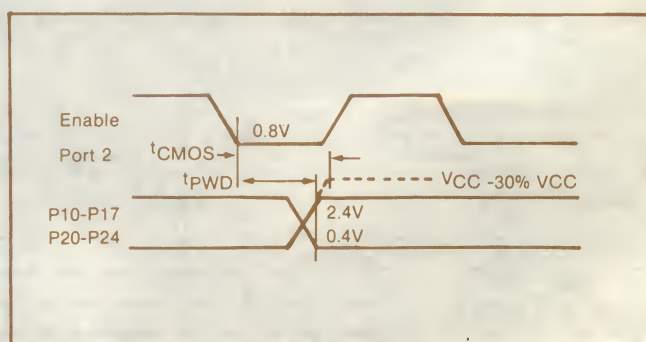 Enable
Port 2
0.8V
tCMOS
tPWD
VCC -30% VCC
P10-P17
2.4V
P20-P24
0.4V